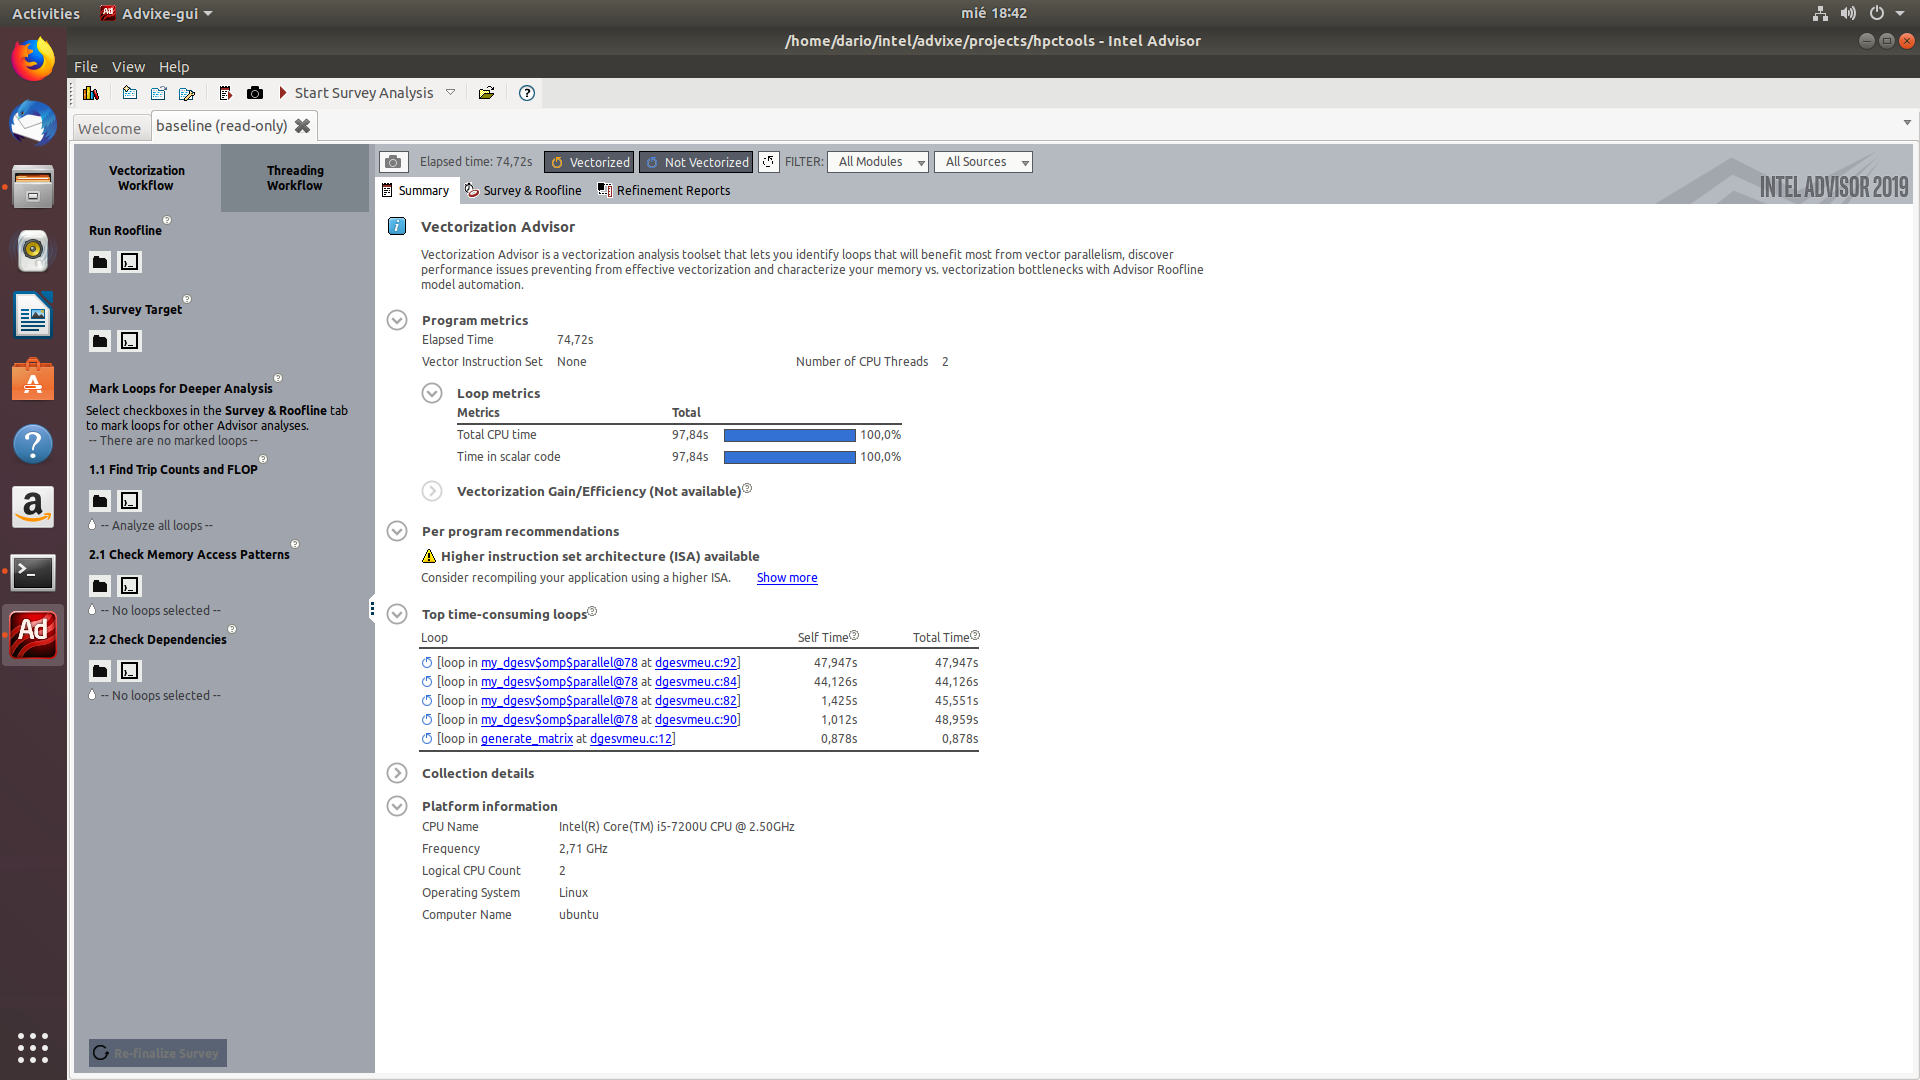 Activities Advixe-gui mié 18:42
/home/dario/intel/advixe/projects/hpctools - Intel Advisor
File View Help
Start Survey Analysis
Welcome baseline (read-only)
Vectorization Workflow
Threading Workflow
Run Roofline
1. Survey Target
Mark Loops for Deeper Analysis
Select checkboxes in the Survey & Roofline tab
to mark loops for other Advisor analyses.
-- There are no marked loops --
1.1 Find Trip Counts and FLOP
-- Analyze all loops --
2.1 Check Memory Access Patterns
-- No loops selected --
2.2 Check Dependencies
-- No loops selected --
Re-finalize Survey
Elapsed time: 74,72s Vectorized Not Vectorized FILTER: All Modules All Sources
Summary Survey & Roofline Refinement Reports
INTEL ADVISOR 2019
Vectorization Advisor
Vectorization Advisor is a vectorization analysis toolset that lets you identify loops that will benefit most from vector parallelism, discover
performance issues preventing from effective vectorization and characterize your memory vs. vectorization bottlenecks with Advisor Roofline
model automation.
Program metrics
Elapsed Time 74,72s
Vector Instruction Set None Number of CPU Threads 2
Loop metrics
Metrics Total
Total CPU time 97,84s 100,0%
Time in scalar code 97,84s 100,0%
Vectorization Gain/Efficiency (Not available)
Per program recommendations
Higher instruction set architecture (ISA) available
Consider recompiling your application using a higher ISA. Show more
Top time-consuming loops
Loop Self Time Total Time
[loop in my_dgesv$omp$parallel@78 at dgesvmeu.c:92] 47,947s 47,947s
[loop in my_dgesv$omp$parallel@78 at dgesvmeu.c:84] 44,126s 44,126s
[loop in my_dgesv$omp$parallel@78 at dgesvmeu.c:82] 1,425s 45,551s
[loop in my_dgesv$omp$parallel@78 at dgesvmeu.c:90] 1,012s 48,959s
[loop in generate_matrix at dgesvmeu.c:12] 0,878s 0,878s
Collection details
Platform information
CPU Name Intel(R) Core(TM) i5-7200U CPU @ 2.50GHz
Frequency 2,71 GHz
Logical CPU Count 2
Operating System Linux
Computer Name ubuntu